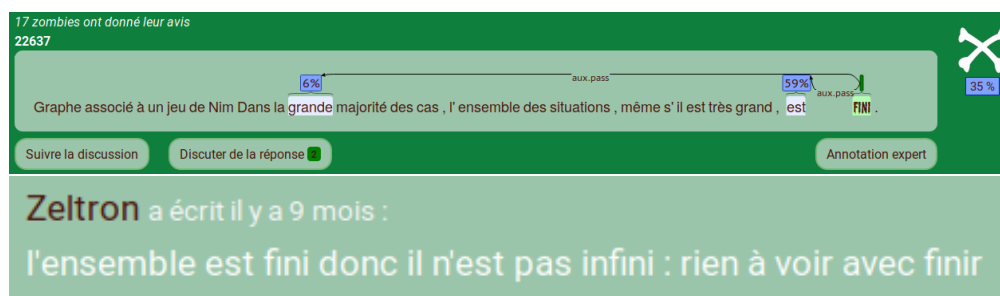 17 zombies ont donné leur avis
22637
6%
aux.pass
59%
aux.pass
35 %
Graphe associé à un jeu de Nim Dans la grande majorité des cas , l' ensemble des situations , même s' il est très grand , est FINI .
Suivre la discussion
Discuter de la réponse 2
Annotation expert
Zeltron a écrit il y a 9 mois :
l'ensemble est fini donc il n'est pas infini : rien à voir avec finir